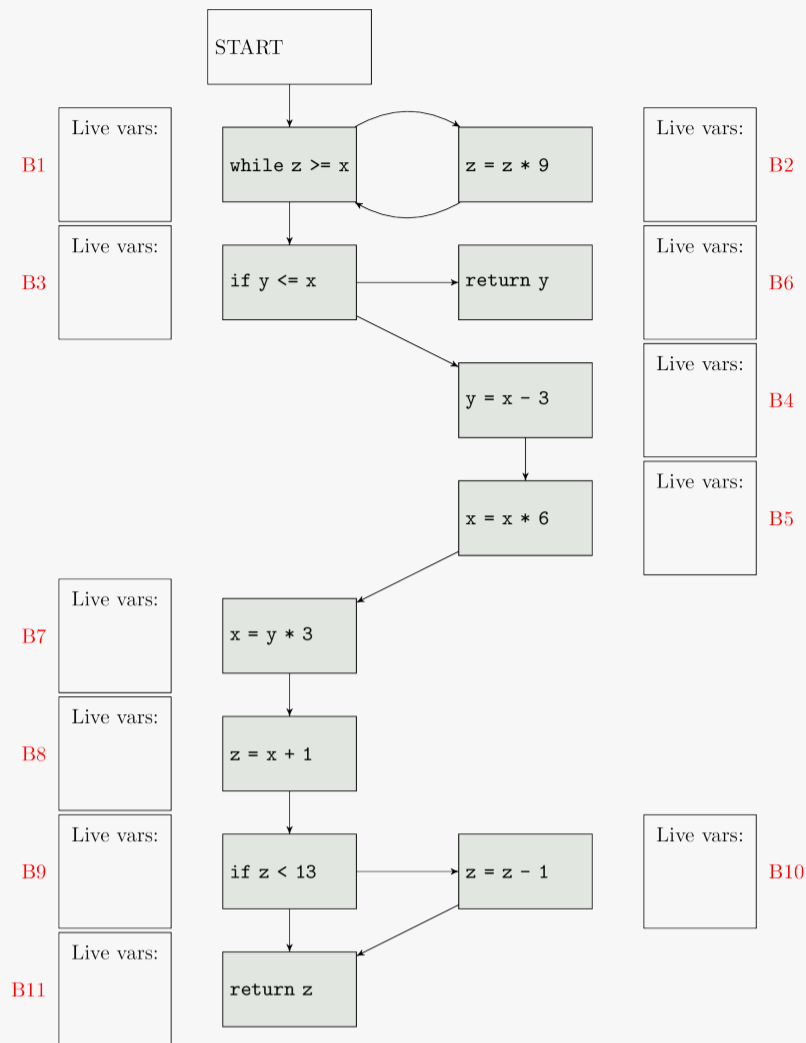 START
Live vars:
B1
while z >= x
z = z * 9
Live vars:
B2
Live vars:
B3
if y <= x
return y
Live vars:
B6
y = x - 3
Live vars:
B4
x = x * 6
Live vars:
B5
Live vars:
B7
x = y * 3
Live vars:
B8
z = x + 1
Live vars:
B9
if z < 13
z = z - 1
Live vars:
B10
Live vars:
B11
return z